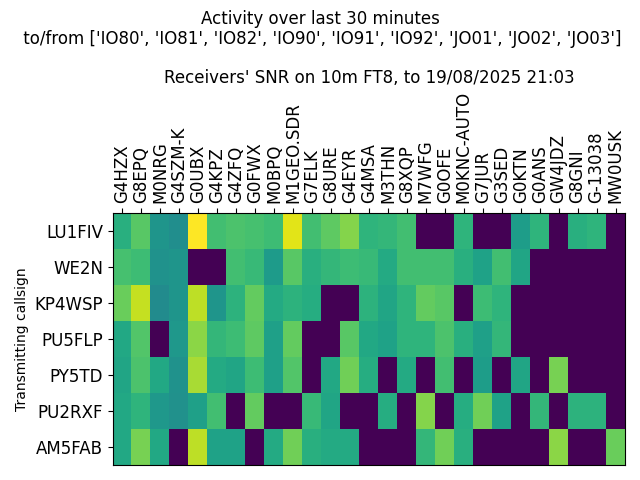 Activity over last 30 minutes
to/from ['IO80', 'IO81', 'IO82', 'IO90', 'IO91', 'IO92', 'JO01', 'JO02', 'JO03']
Receivers' SNR on 10m FT8, to 19/08/2025 21:03
G4HZX
G8EPQ
M0NRG
G4SZM-K
G0UBX
G4KPZ
G4ZFQ
G0FWX
M0BPQ
M1GEO.SDR
G7ELK
G8URE
G4EYR
G4MSA
M3THN
G8XQP
M7WFG
G0OFE
M0KNC-AUTO
G7JUR
G3SED
G0KTN
G0ANS
GW4JDZ
G8GNI
G-13038
MW0USK
Transmitting callsign
LU1FIV
WE2N
KP4WSP
PU5FLP
PY5TD
PU2RXF
AM5FAB